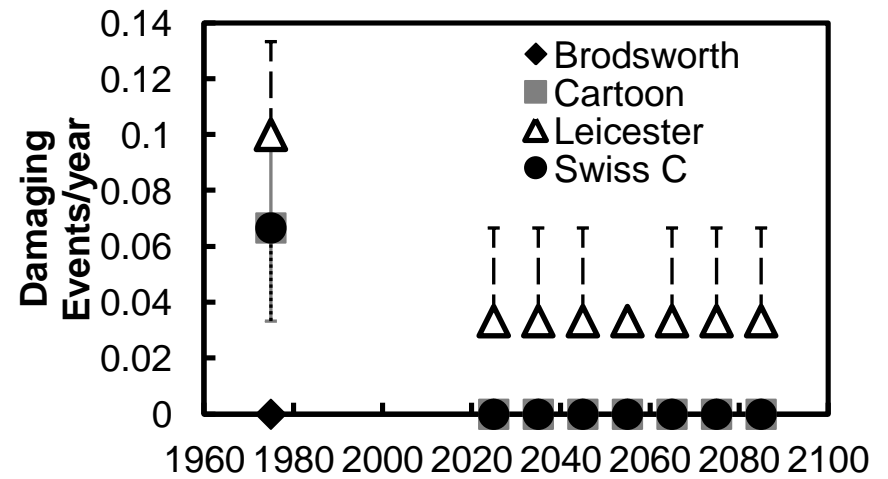 Damaging
Events/year
0.14
0.12
0.1
0.08
0.06
0.04
0.02
0
Brodsworth
Cartoon
Leicester
Swiss C
1960 1980 2000 2020 2040 2060 2080 2100